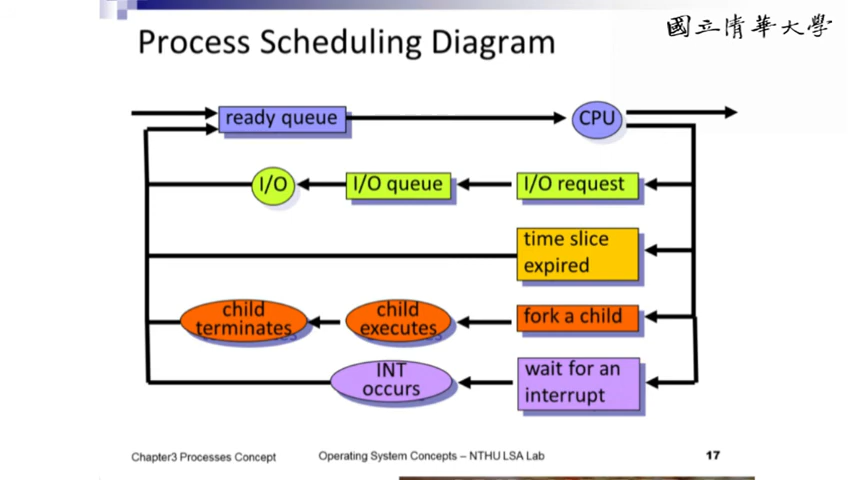 國立清華大學
Process Scheduling Diagram
ready queue
CPU
I/O
I/O queue
I/O request
time slice
expired
child
terminates
child
executes
fork a child
INT
occurs
wait for an
interrupt
Chapter3 Processes Concept
Operating System Concepts – NTHU LSA Lab
17